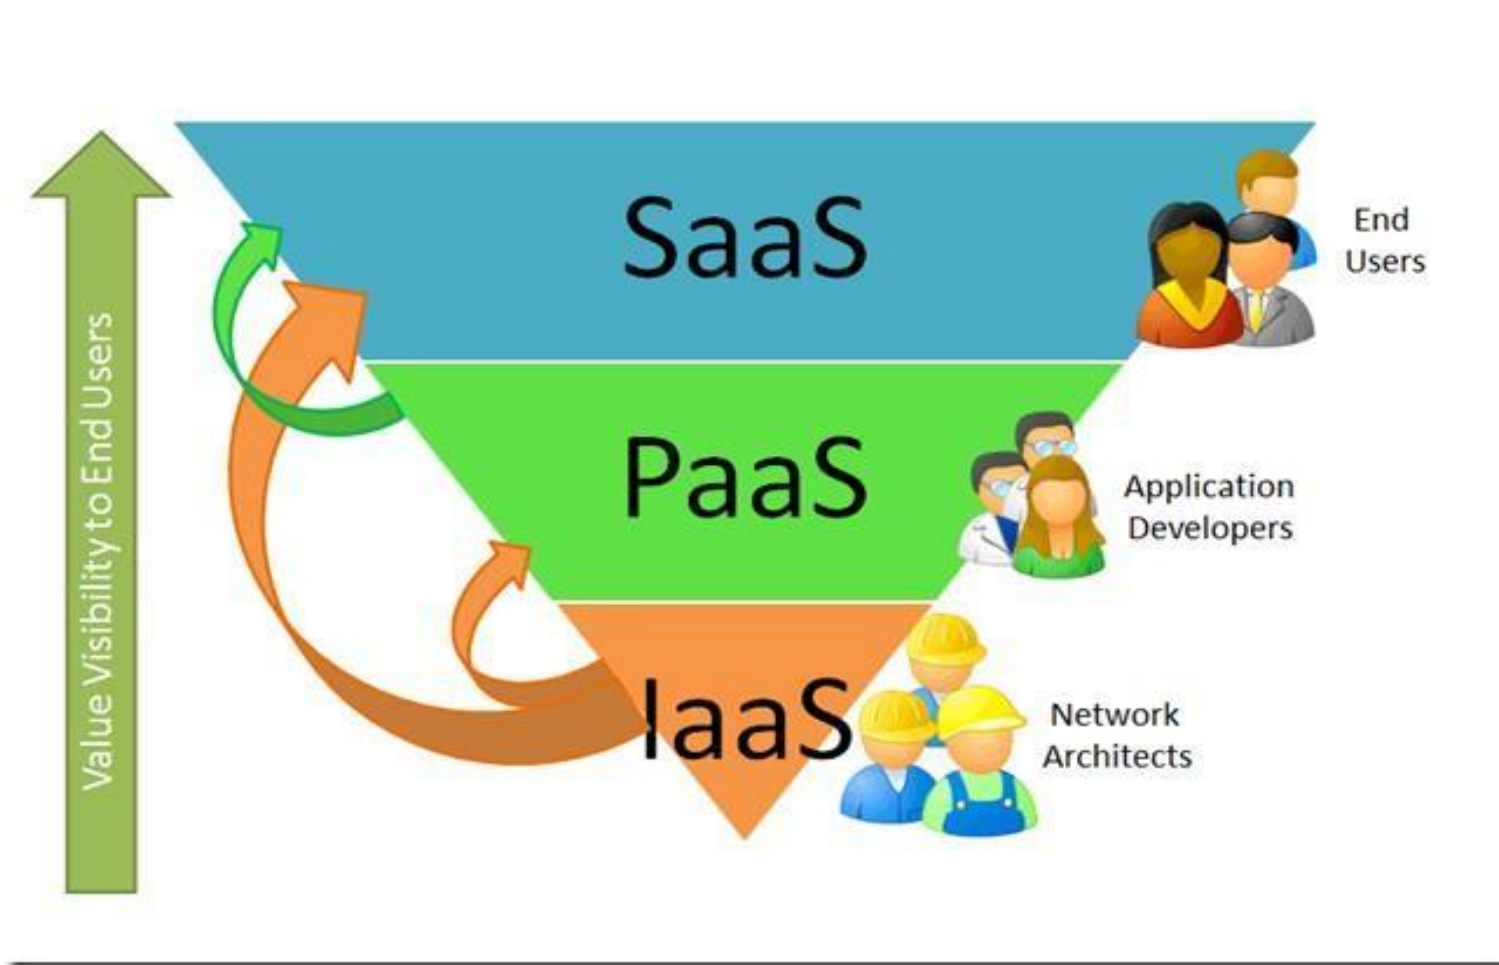 Value Visibility to End Users
SaaS
End
Users
PaaS
Application
Developers
IaaS
Network
Architects